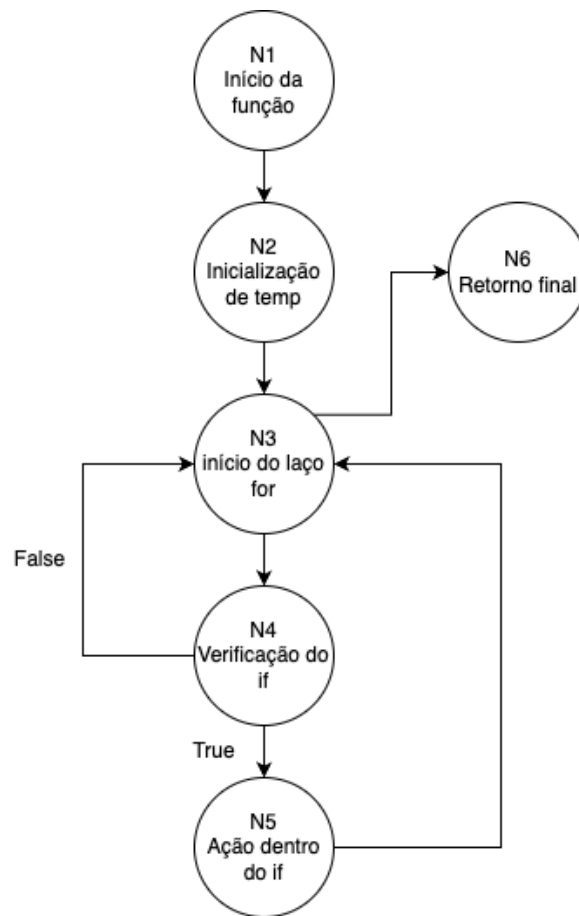 N1
Início da
função
N2
Inicialização
de temp
N6
Retorno final
N3
início do laço
for
False
N4
Verificação do
if
True
N5
Ação dentro
do if